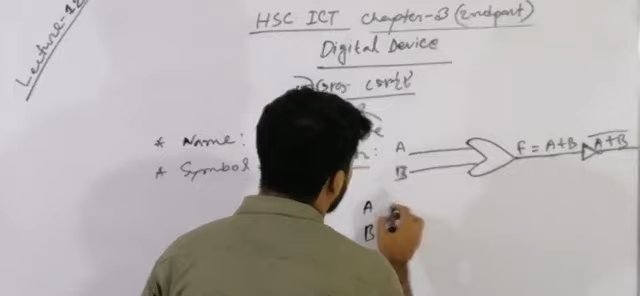 Lecture-12
HSC ICT Chapter-3 (2nd part)
Digital Device
* Name:
* Symbol
A
B
F = A+B
A̅+̅B̅
A
B